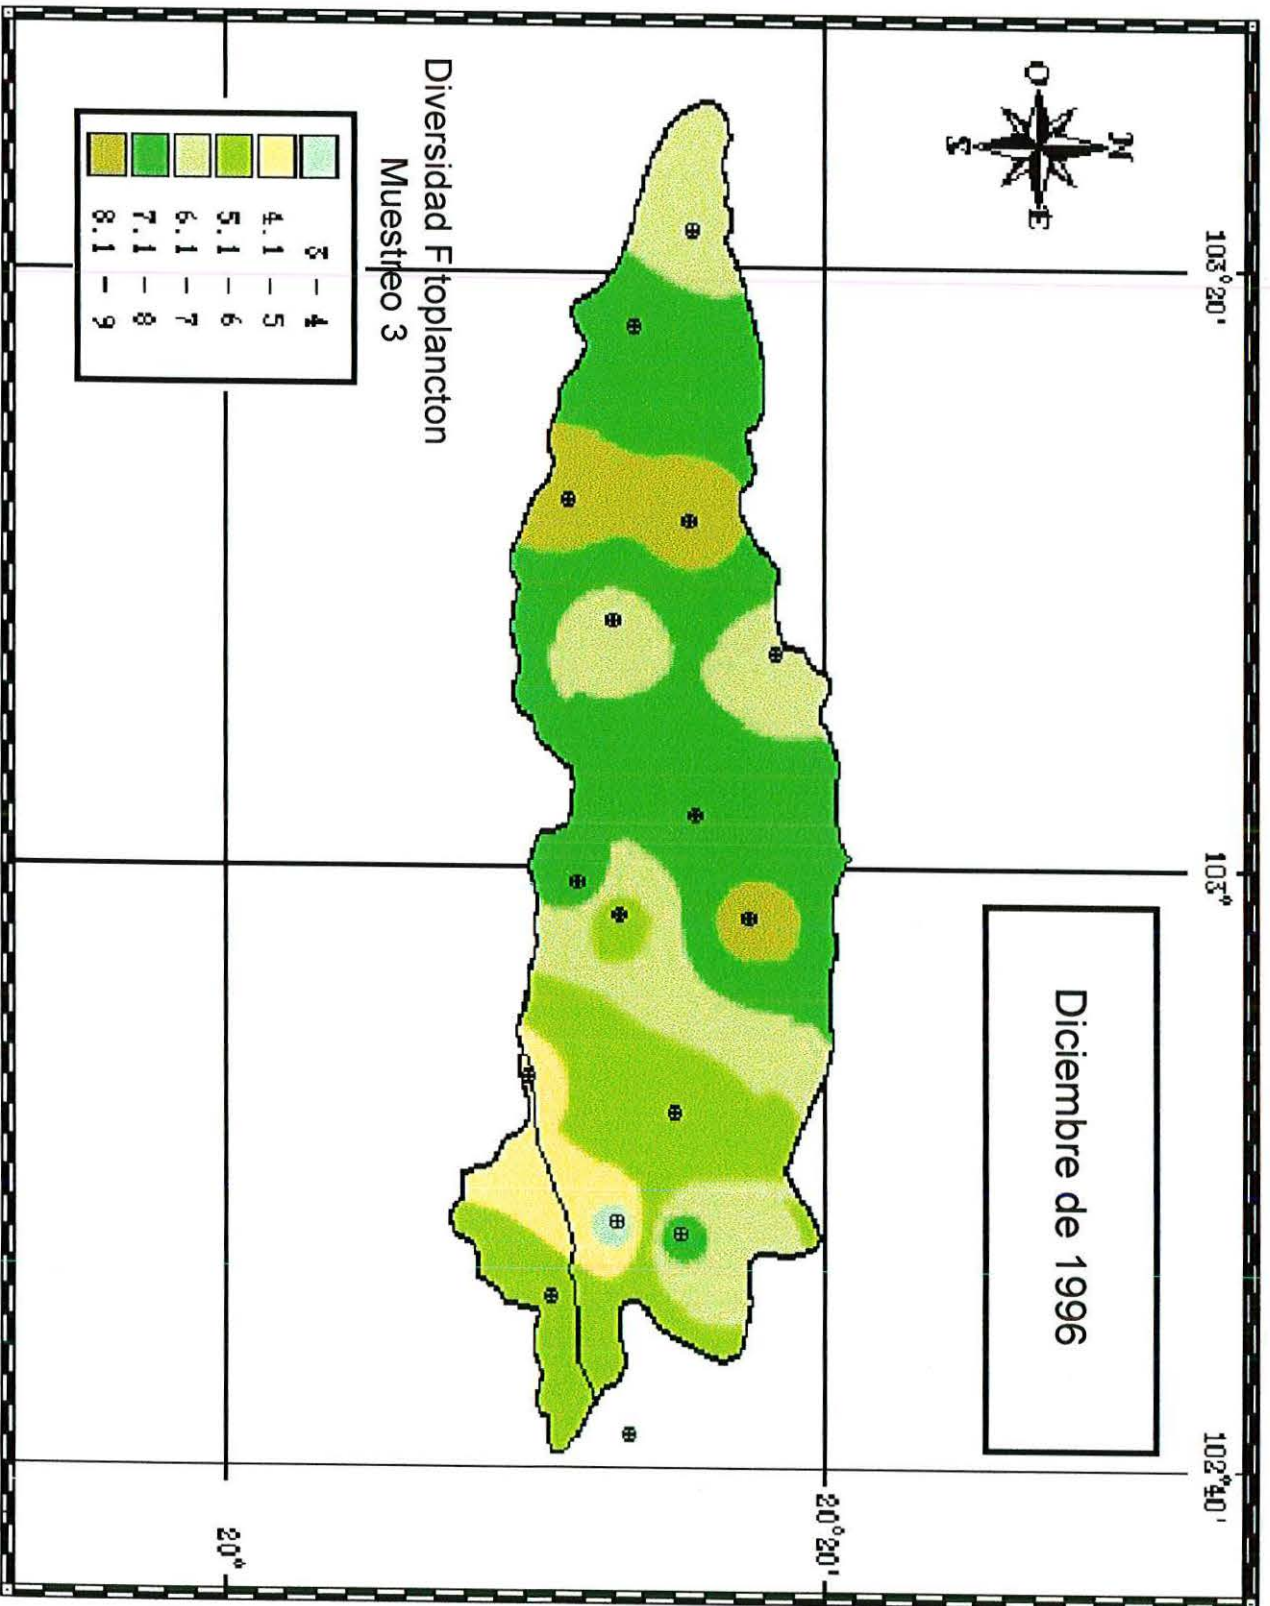 103°20'
103°
102°40'
N
O
E
S
Diciembre de 1996
20°20'
Diversidad F toplancton
Muestreo 3
3 – 4
4.1 – 5
5.1 – 6
6.1 – 7
7.1 – 8
8.1 – 9
20°